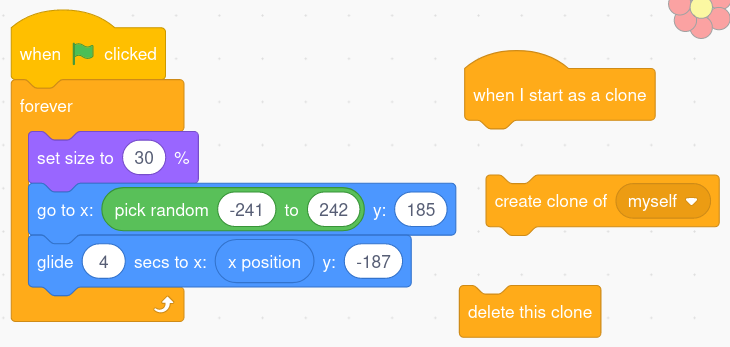 when clicked
forever
set size to 30 %
go to x: pick random -241 to 242 y: 185
glide 4 secs to x: x position y: -187
when I start as a clone
create clone of myself
delete this clone